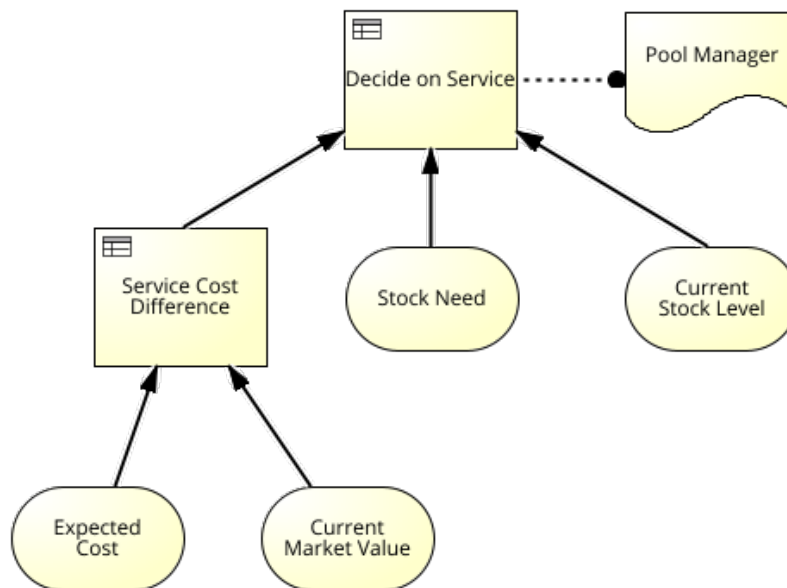 Decide on Service
Pool Manager
Service Cost
Difference
Stock Need
Current
Stock Level
Expected
Cost
Current
Market Value